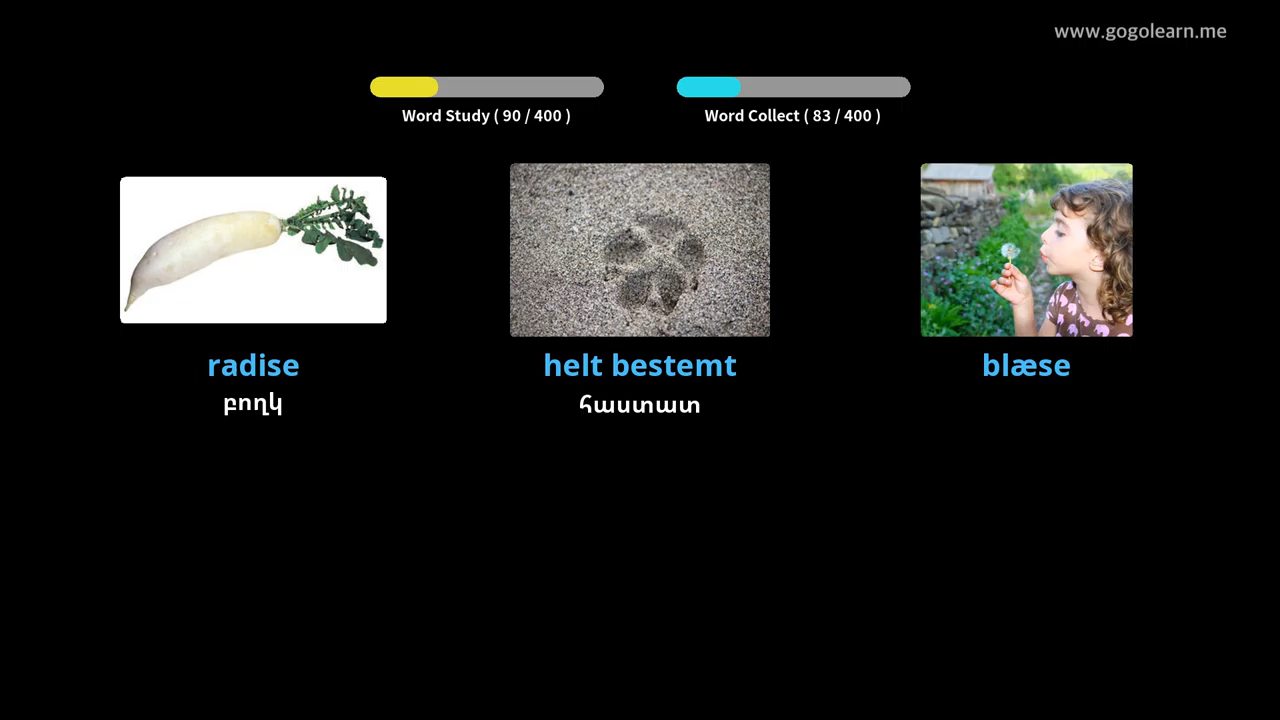 www.gogolearn.me
Word Study ( 90 / 400 )
Word Collect ( 83 / 400 )
radise
helt bestemt
blæse
բողկ
հաստատ